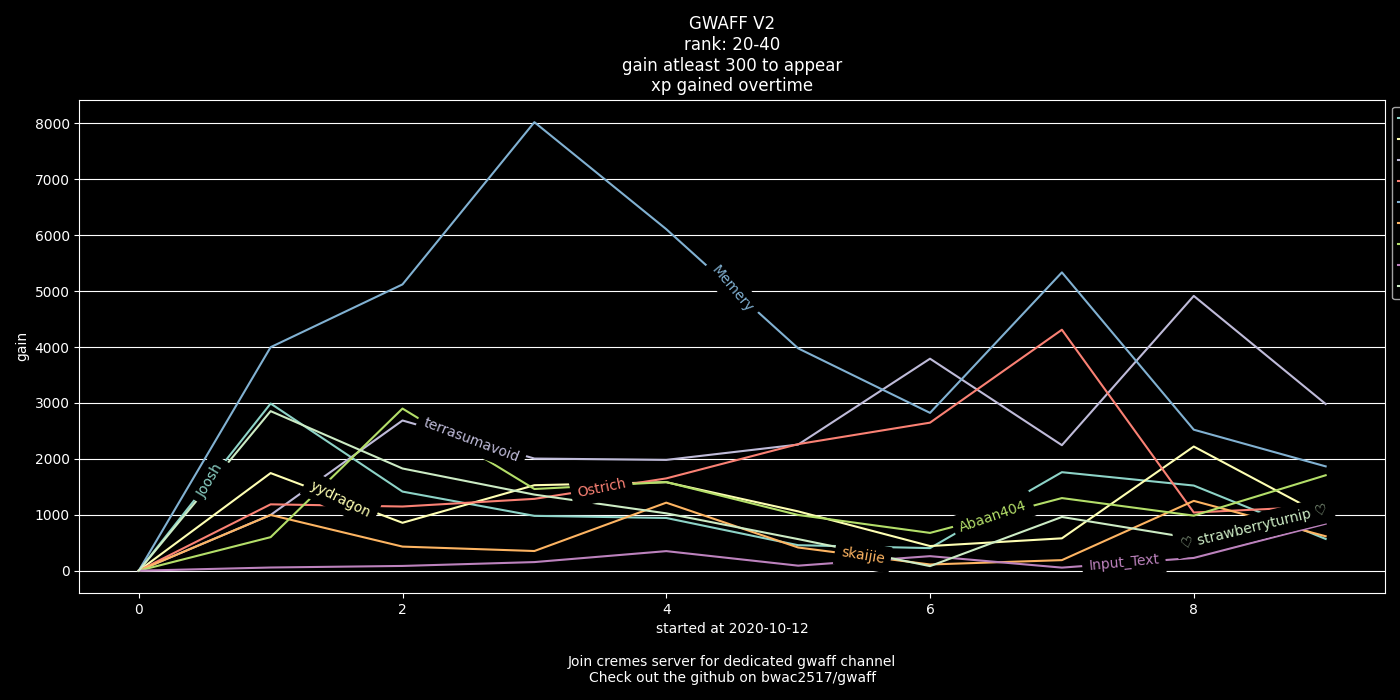 GWAFF V2
rank: 20-40
gain atleast 300 to appear
xp gained overtime
8000
7000
6000
5000
4000
3000
2000
1000
0
gain
Joosh
yydragon
terrasumavoid
Ostrich
Memery
skaijie
Abaan404
Input_Text
♡ strawberryturnip ♡
0 2 4 6 8
started at 2020-10-12
Join cremes server for dedicated gwaff channel
Check out the github on bwac2517/gwaff